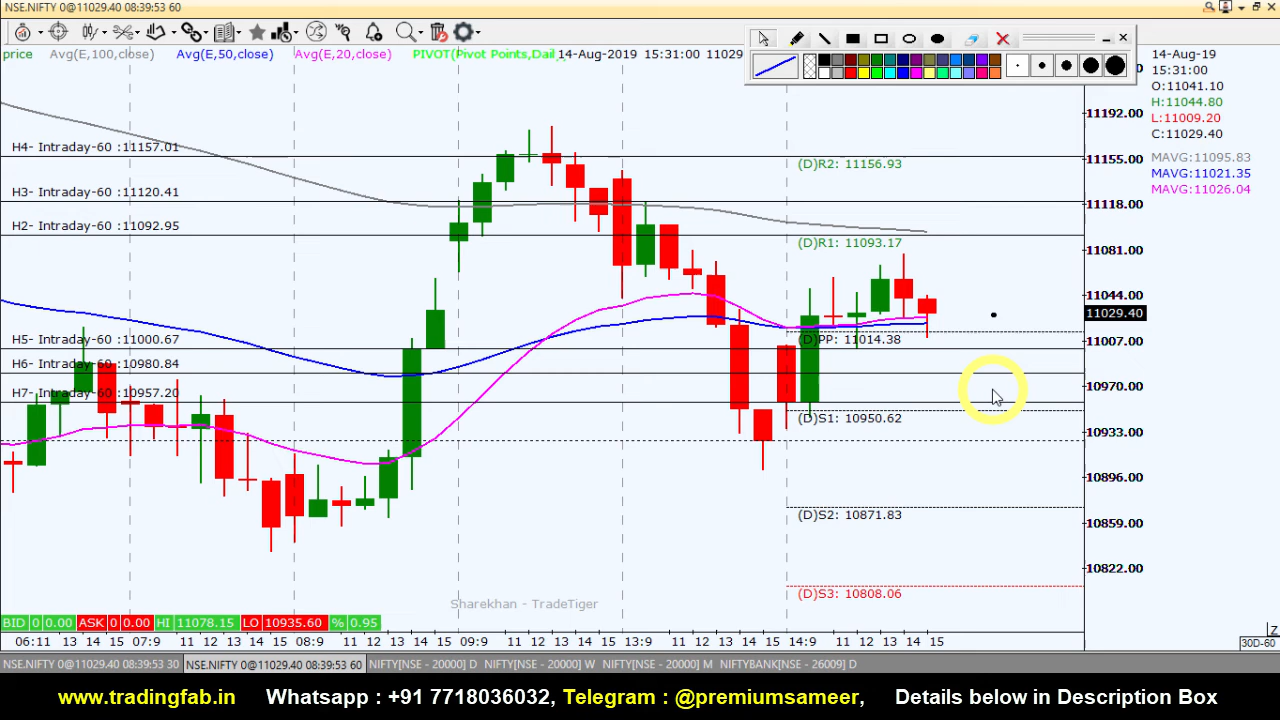 NSE.NIFTY 0@11029.40 08:39:53 60
price Avg(E,100,close) Avg(E,50,close) Avg(E,20,close) PIVOT(Pivot Points,Dail 14-Aug-2019 15:31:00 11029
14-Aug-19
15:31:00
O:11041.10
H:11044.80
L:11009.20
C:11029.40
MAVG:11095.83
MAVG:11021.35
MAVG:11026.04
11192.00
11155.00
11118.00
11081.00
11044.00
11029.40
11007.00
10970.00
10933.00
10896.00
10859.00
10822.00
H4- Intraday-60 :11157.01
H3- Intraday-60 :11120.41
H2- Intraday-60 :11092.95
H5- Intraday-60 :11000.67
H6- Intraday-60 :10980.84
H7- Intraday-60 :10957.20
(D)R2: 11156.93
(D)R1: 11093.17
(D)PP: 11014.38
(D)S1: 10950.62
(D)S2: 10871.83
(D)S3: 10808.06
Sharekhan - TradeTiger
BID 0 0.00 ASK 0 0.00 HI 11078.15 LO 10935.60 % 0.95
06:11 13 14 15 07:9 11 12 13 14 15 08:9 11 12 13 14 15 09:9 11 12 13 14 15 13:9 11 12 13 14 15 14:9 11 12 13 14 15
Z
30D-60
NSE.NIFTY 0@11029.40 08:39:53 30 NSE.NIFTY 0@11029.40 08:39:53 60 NIFTY[NSE - 20000] D NIFTY[NSE - 20000] W NIFTY[NSE - 20000] M NIFTYBANK[NSE - 26009] D
www.tradingfab.in Whatsapp : +91 7718036032, Telegram : @premiumsameer, Details below in Description Box